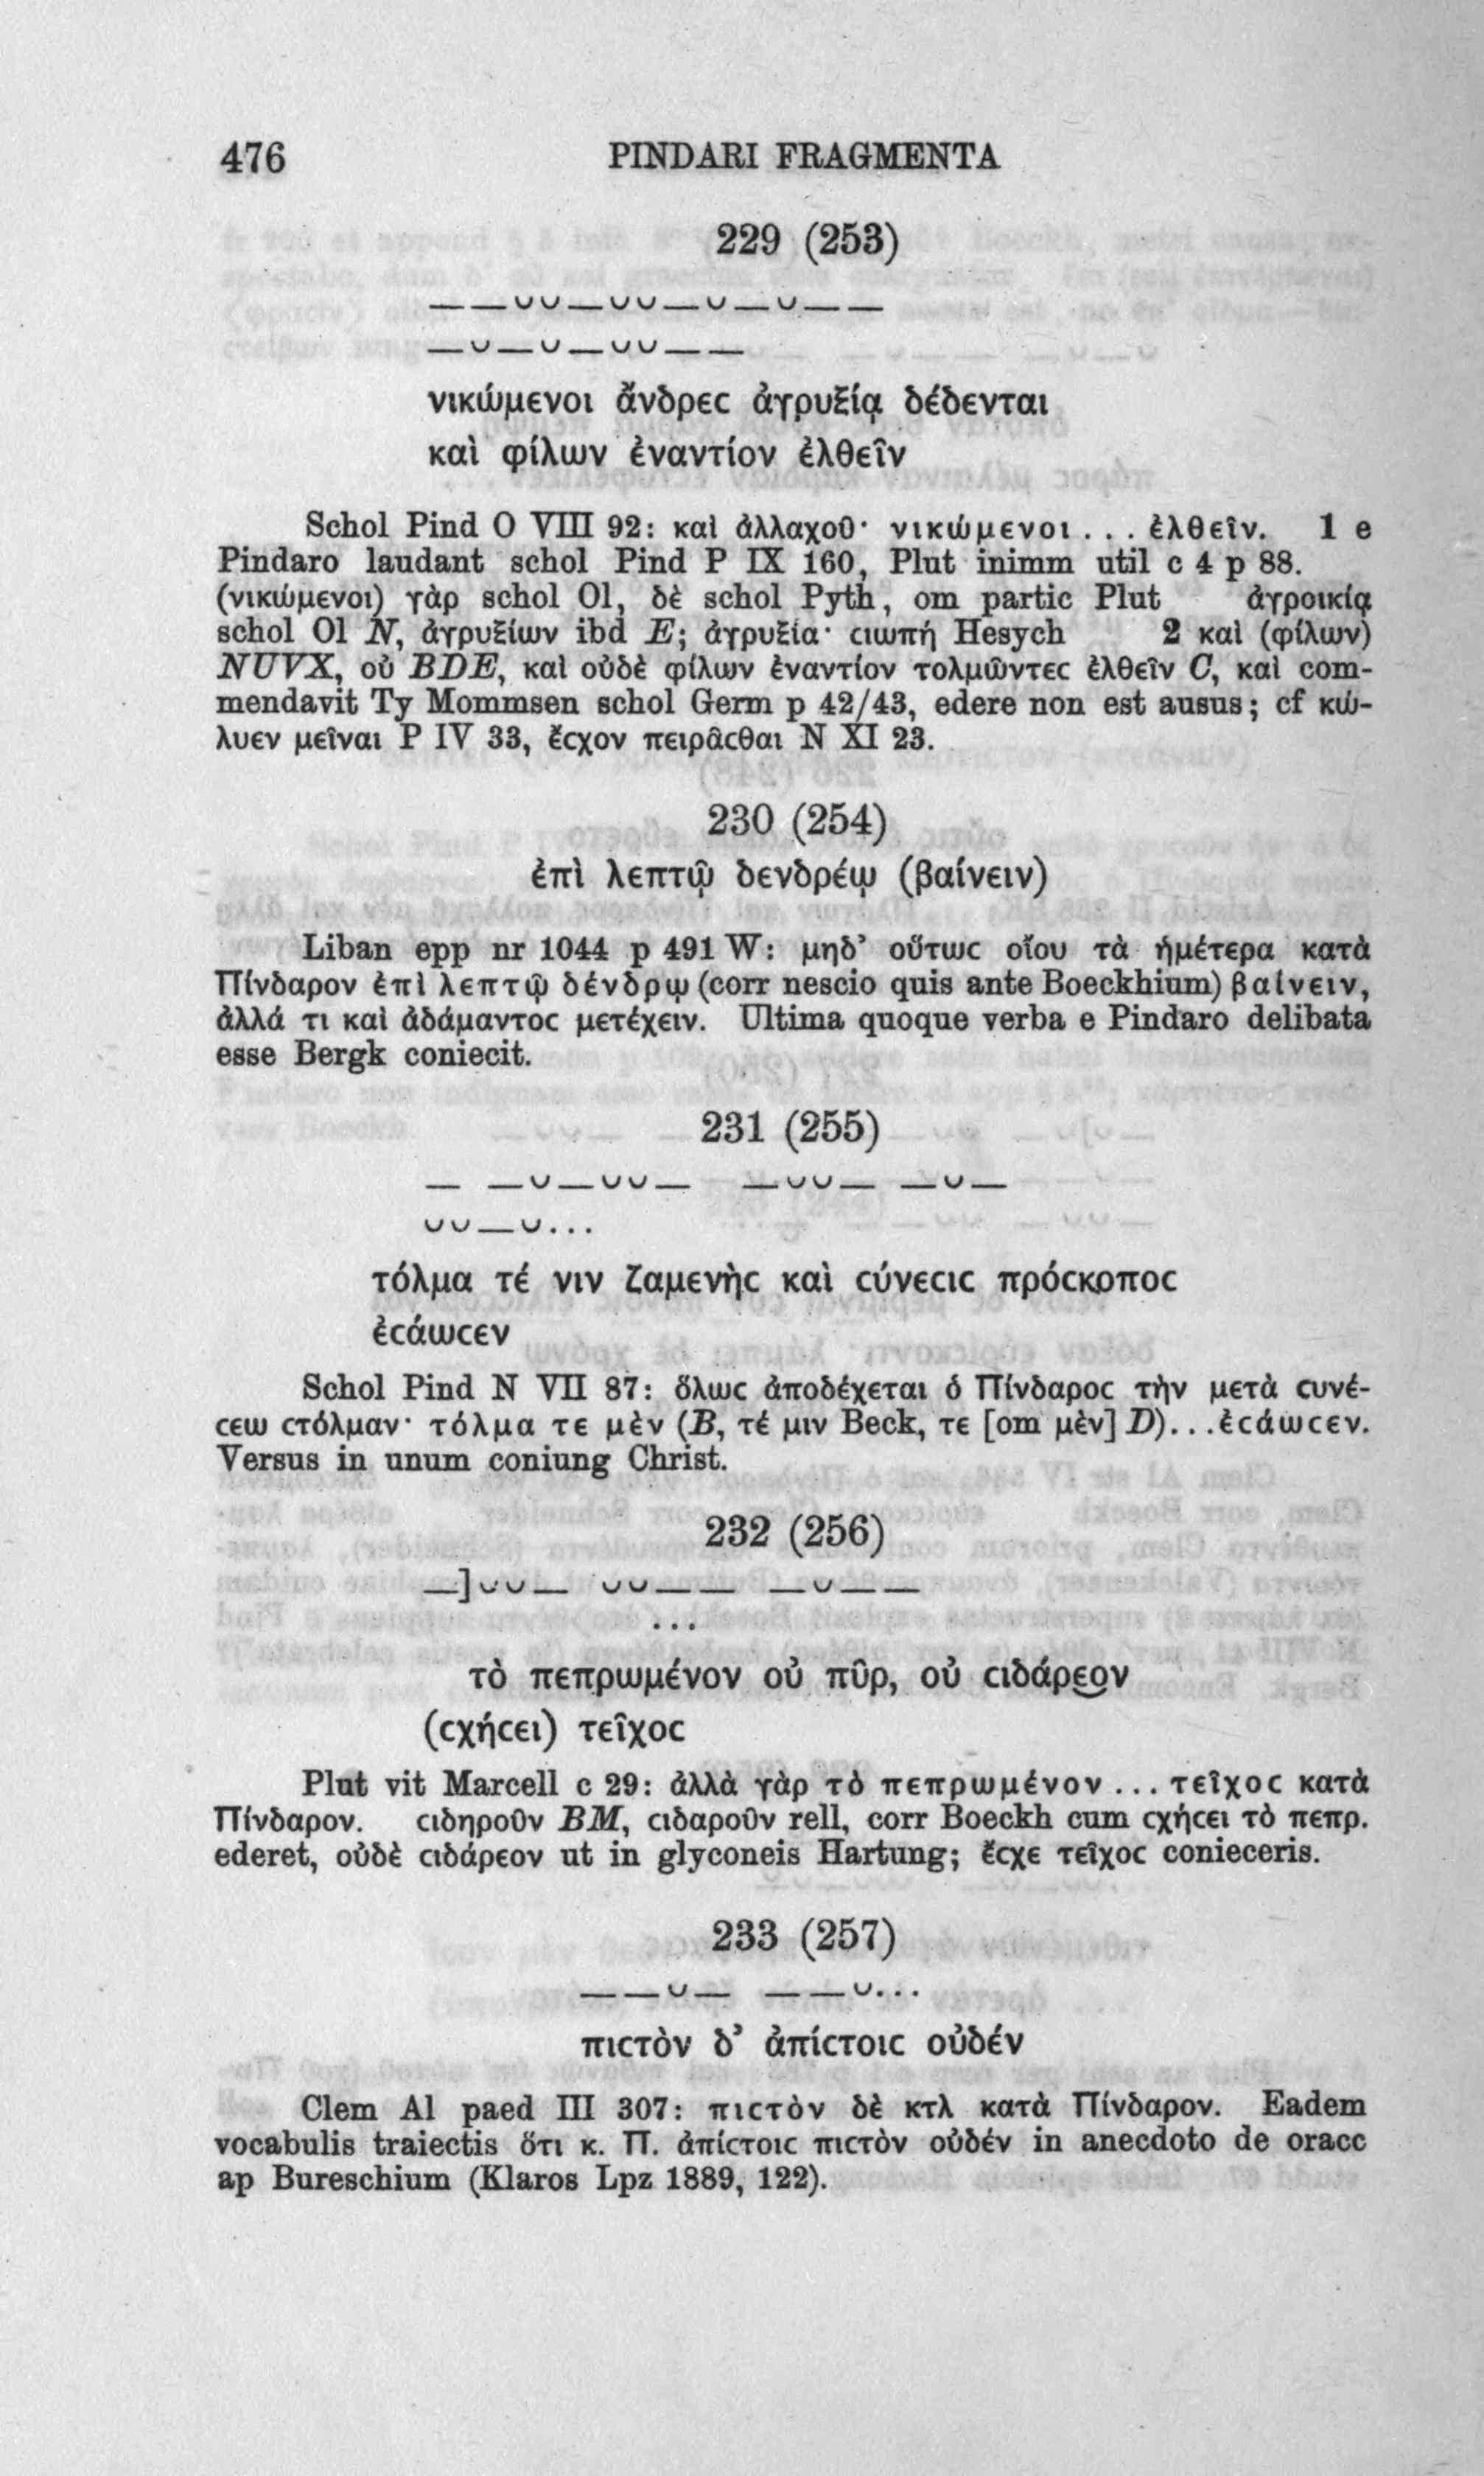 476 PINDARI FRAGMENTA
229 (253)
— — ∪ ∪ — ∪ ∪ — ∪ — ∪ — —
— ∪ — ∪ — ∪ ∪ — —
νικώμενοι ἄνδρεϲ ἀγρυξίᾳ δέδενται
καὶ φίλων ἐναντίον ἐλθεῖν
Schol Pind O VIII 92: καὶ ἀλλαχοῦ· νικώμενοι ... ἐλθεῖν. 1 e
Pindaro laudant schol Pind P IX 160, Plut inimm util c 4 p 88.
(νικώμενοι) γὰρ schol Ol, δὲ schol Pyth, om partic Plut ἀγροικίᾳ
schol Ol N, ἀγρυξίων ibd E; ἀγρυξία· ϲιωπή Hesych 2 καὶ (φίλων)
NUVX, οὐ BDE, καὶ οὐδὲ φίλων ἐναντίον τολμῶντεϲ ἐλθεῖν C, καὶ com-
mendavit Ty Mommsen schol Germ p 42/43, edere non est ausus; cf κώ-
λυεν μεῖναι P IV 33, ἔϲχον πειρᾶϲθαι N XI 23.
230 (254)
ἐπὶ λεπτῷ δενδρέῳ (βαίνειν)
Liban epp nr 1044 p 491 W: μηδ’ οὕτωϲ οἴου τὰ ἡμέτερα κατὰ
Πίνδαρον ἐπὶ λεπτῷ δένδρῳ (corr nescio quis ante Boeckhium) βαίνειν,
ἀλλά τι καὶ ἀδάμαντοϲ μετέχειν. Ultima quoque verba e Pindaro delibata
esse Bergk coniecit.
231 (255)
— — ∪ — ∪ ∪ — — ∪ ∪ — — ∪ —
∪ ∪ — ∪ ...
τόλμα τέ νιν ζαμενὴϲ καὶ ϲύνεϲιϲ πρόϲκοποϲ
ἐϲάωϲεν
Schol Pind N VII 87: ὅλωϲ ἀποδέχεται ὁ Πίνδαροϲ τὴν μετὰ ϲυνέ-
ϲεω ϲτόλμαν· τόλμα τε μὲν (B, τέ μιν Beck, τε [om μὲν] D)...ἐϲάωϲεν.
Versus in unum coniung Christ.
232 (256)
—] ∪ ∪ — ∪ ∪ — — — ∪ — —
...
τὸ πεπρωμένον οὐ πῦρ, οὐ ϲιδάρεον
(ϲχήϲει) τεῖχοϲ
Plut vit Marcell c 29: ἀλλὰ γὰρ τὸ πεπρωμένον ... τεῖχοϲ κατὰ
Πίνδαρον. ϲιδηροῦν BM, ϲιδαροῦν rell, corr Boeckh cum ϲχήϲει τὸ πεπρ.
ederet, οὐδὲ ϲιδάρεον ut in glyconeis Hartung; ἔϲχε τεῖχοϲ conieceris.
233 (257)
— — ∪ — — — ∪ ...
πιϲτὸν δ’ ἀπίϲτοιϲ οὐδέν
Clem Al paed III 307: πιϲτὸν δὲ κτλ κατὰ Πίνδαρον. Eadem
vocabulis traiectis ὅτι κ. Π. ἀπίϲτοιϲ πιϲτὸν οὐδέν in anecdoto de oracc
ap Bureschium (Klaros Lpz 1889, 122).